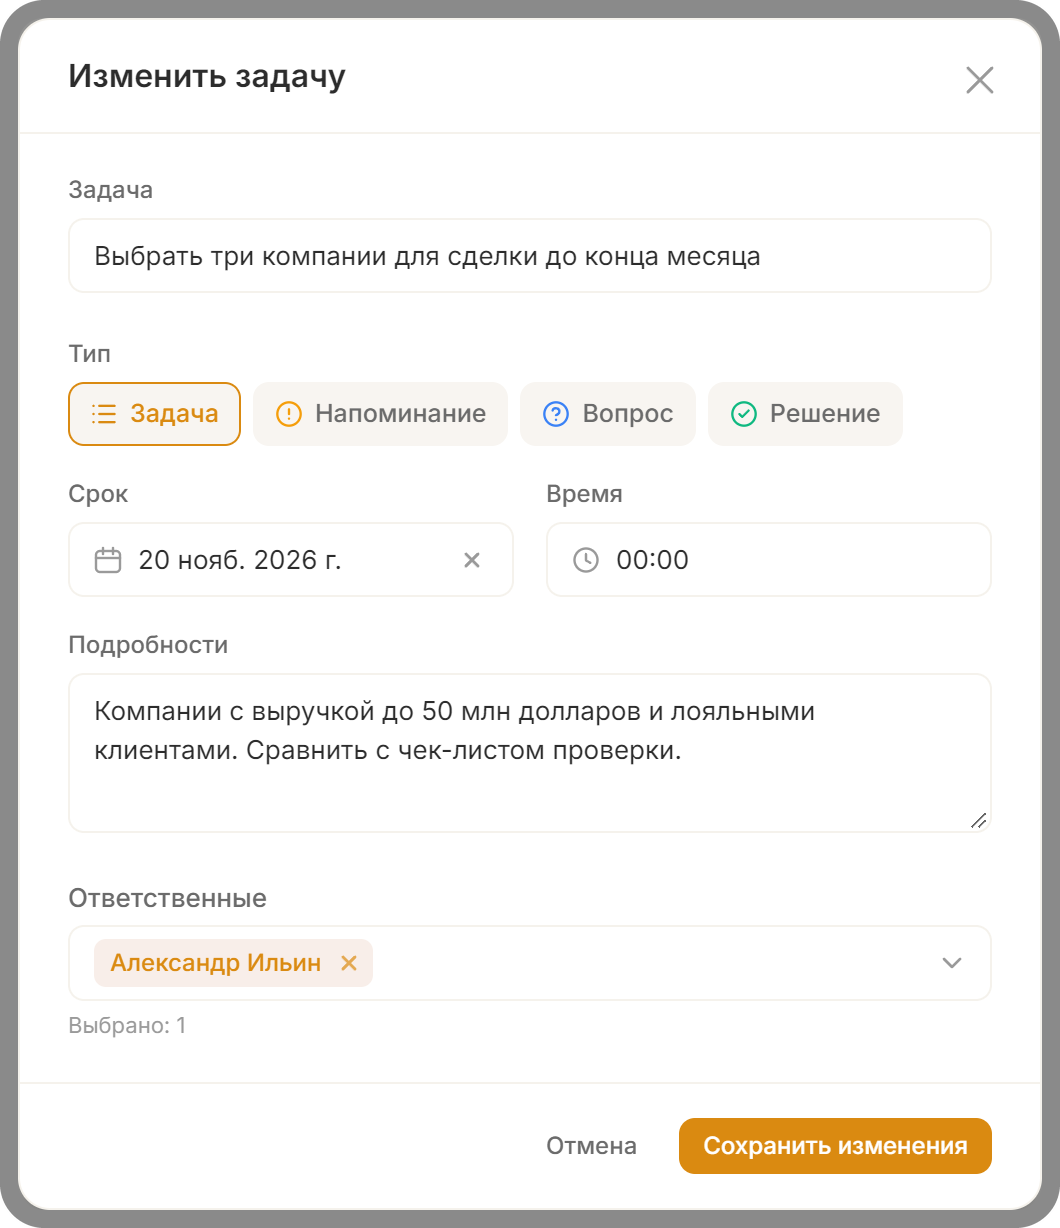 Изменить задачу
Задача
Выбрать три компании для сделки до конца месяца
Тип
Задача
Напоминание
Вопрос
Решение
Срок
Время
20 нояб. 2026 г.
00:00
Подробности
Компании с выручкой до 50 млн долларов и лояльными
клиентами. Сравнить с чек-листом проверки.
Ответственные
Александр Ильин
Выбрано: 1
Отмена
Сохранить изменения